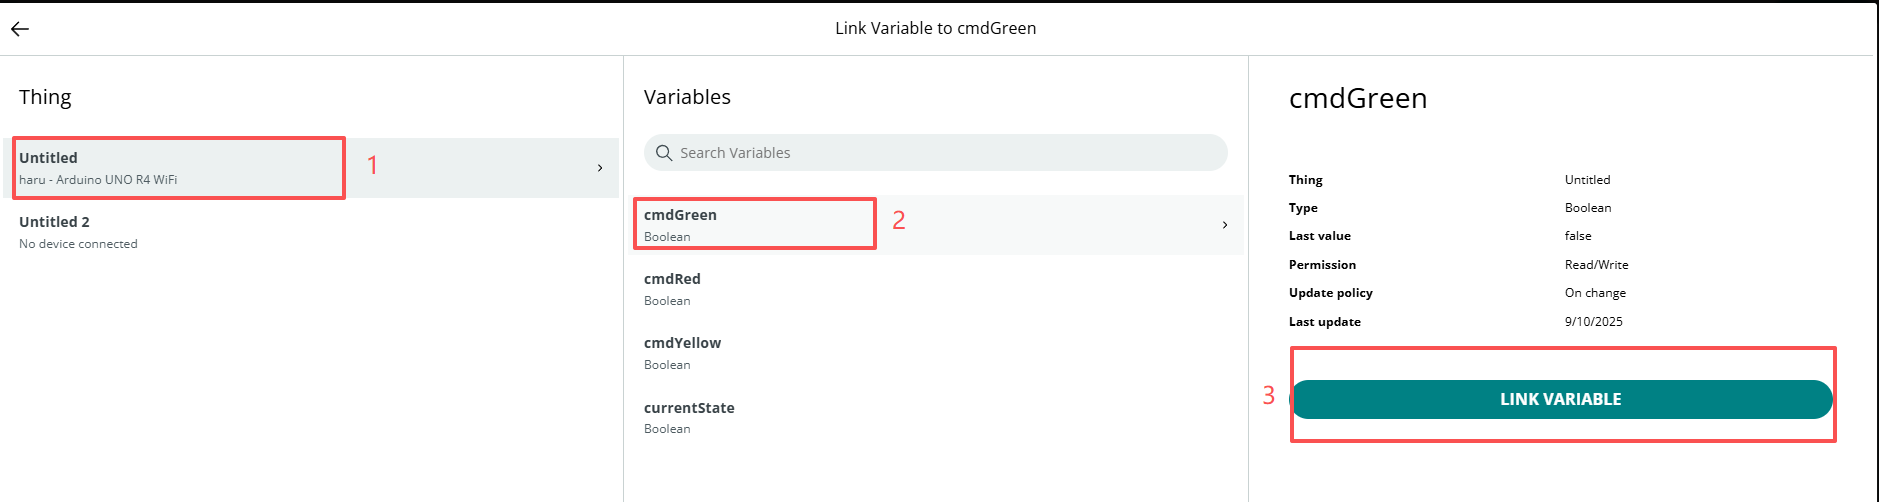 Link Variable to cmdGreen
Thing
Untitled
haru - Arduino UNO R4 WiFi
1
Untitled 2
No device connected
Variables
Search Variables
cmdGreen
Boolean
2
cmdRed
Boolean
cmdYellow
Boolean
currentState
Boolean
cmdGreen
Thing Untitled
Type Boolean
Last value false
Permission Read/Write
Update policy On change
Last update 9/10/2025
3
LINK VARIABLE